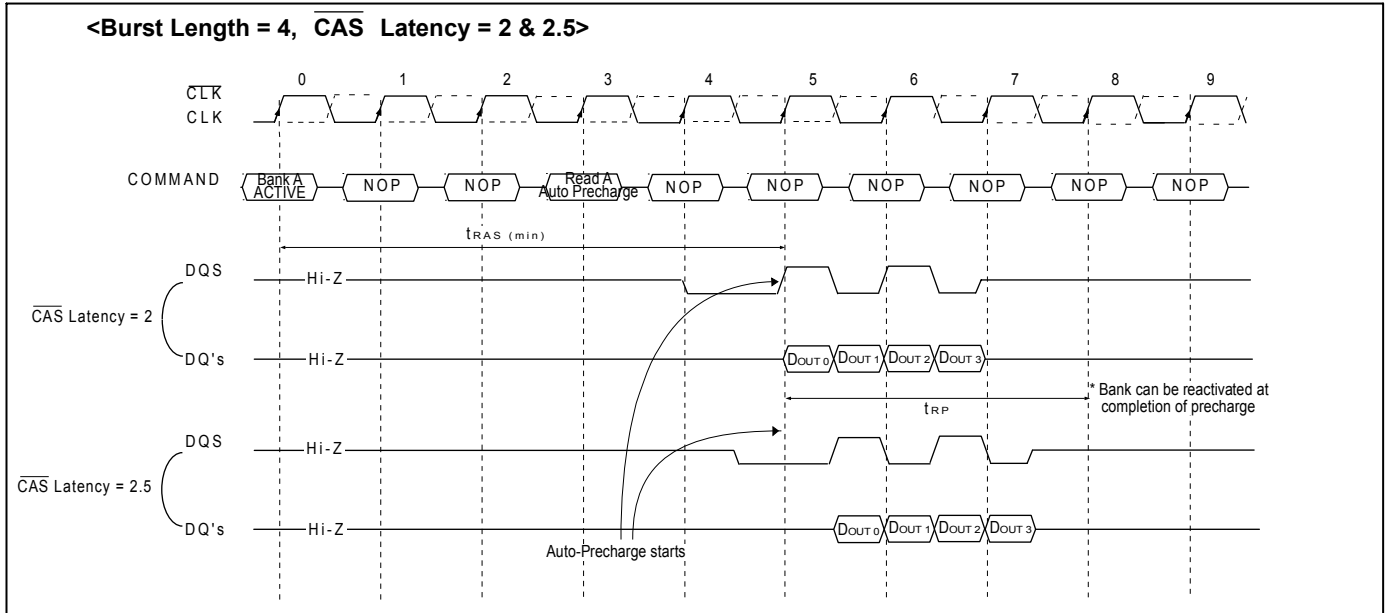 <Burst Length = 4, CAS Latency = 2 & 2.5>
0 1 2 3 4 5 6 7 8 9
CLK
CLK
COMMAND
Bank A
ACTIVE
NOP
NOP
Read A
Auto Precharge
NOP
NOP
NOP
NOP
NOP
NOP
tRAS (min)
DQS
Hi-Z
CAS Latency = 2
DQ's
Hi-Z
DOUT 0 DOUT 1 DOUT 2 DOUT 3
* Bank can be reactivated at
completion of precharge
tRP
DQS
Hi-Z
CAS Latency = 2.5
DQ's
Hi-Z
DOUT 0 DOUT 1 DOUT 2 DOUT 3
Auto-Precharge starts